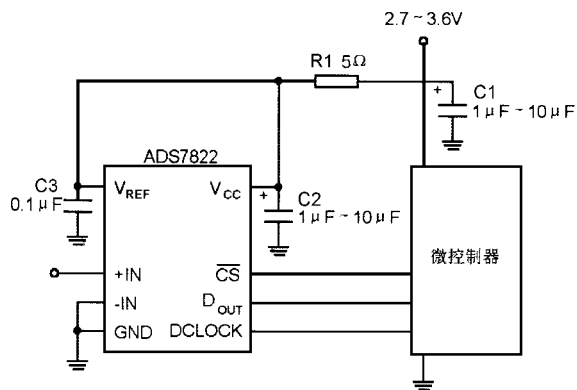 2.7~3.6V
R1 5Ω
C1
1μF~10μF
ADS7822
C3
0.1μF
VREF
VCC
C2
1μF~10μF
+IN
CS
微控制器
-IN
DOUT
GND
DCLOCK
+
+